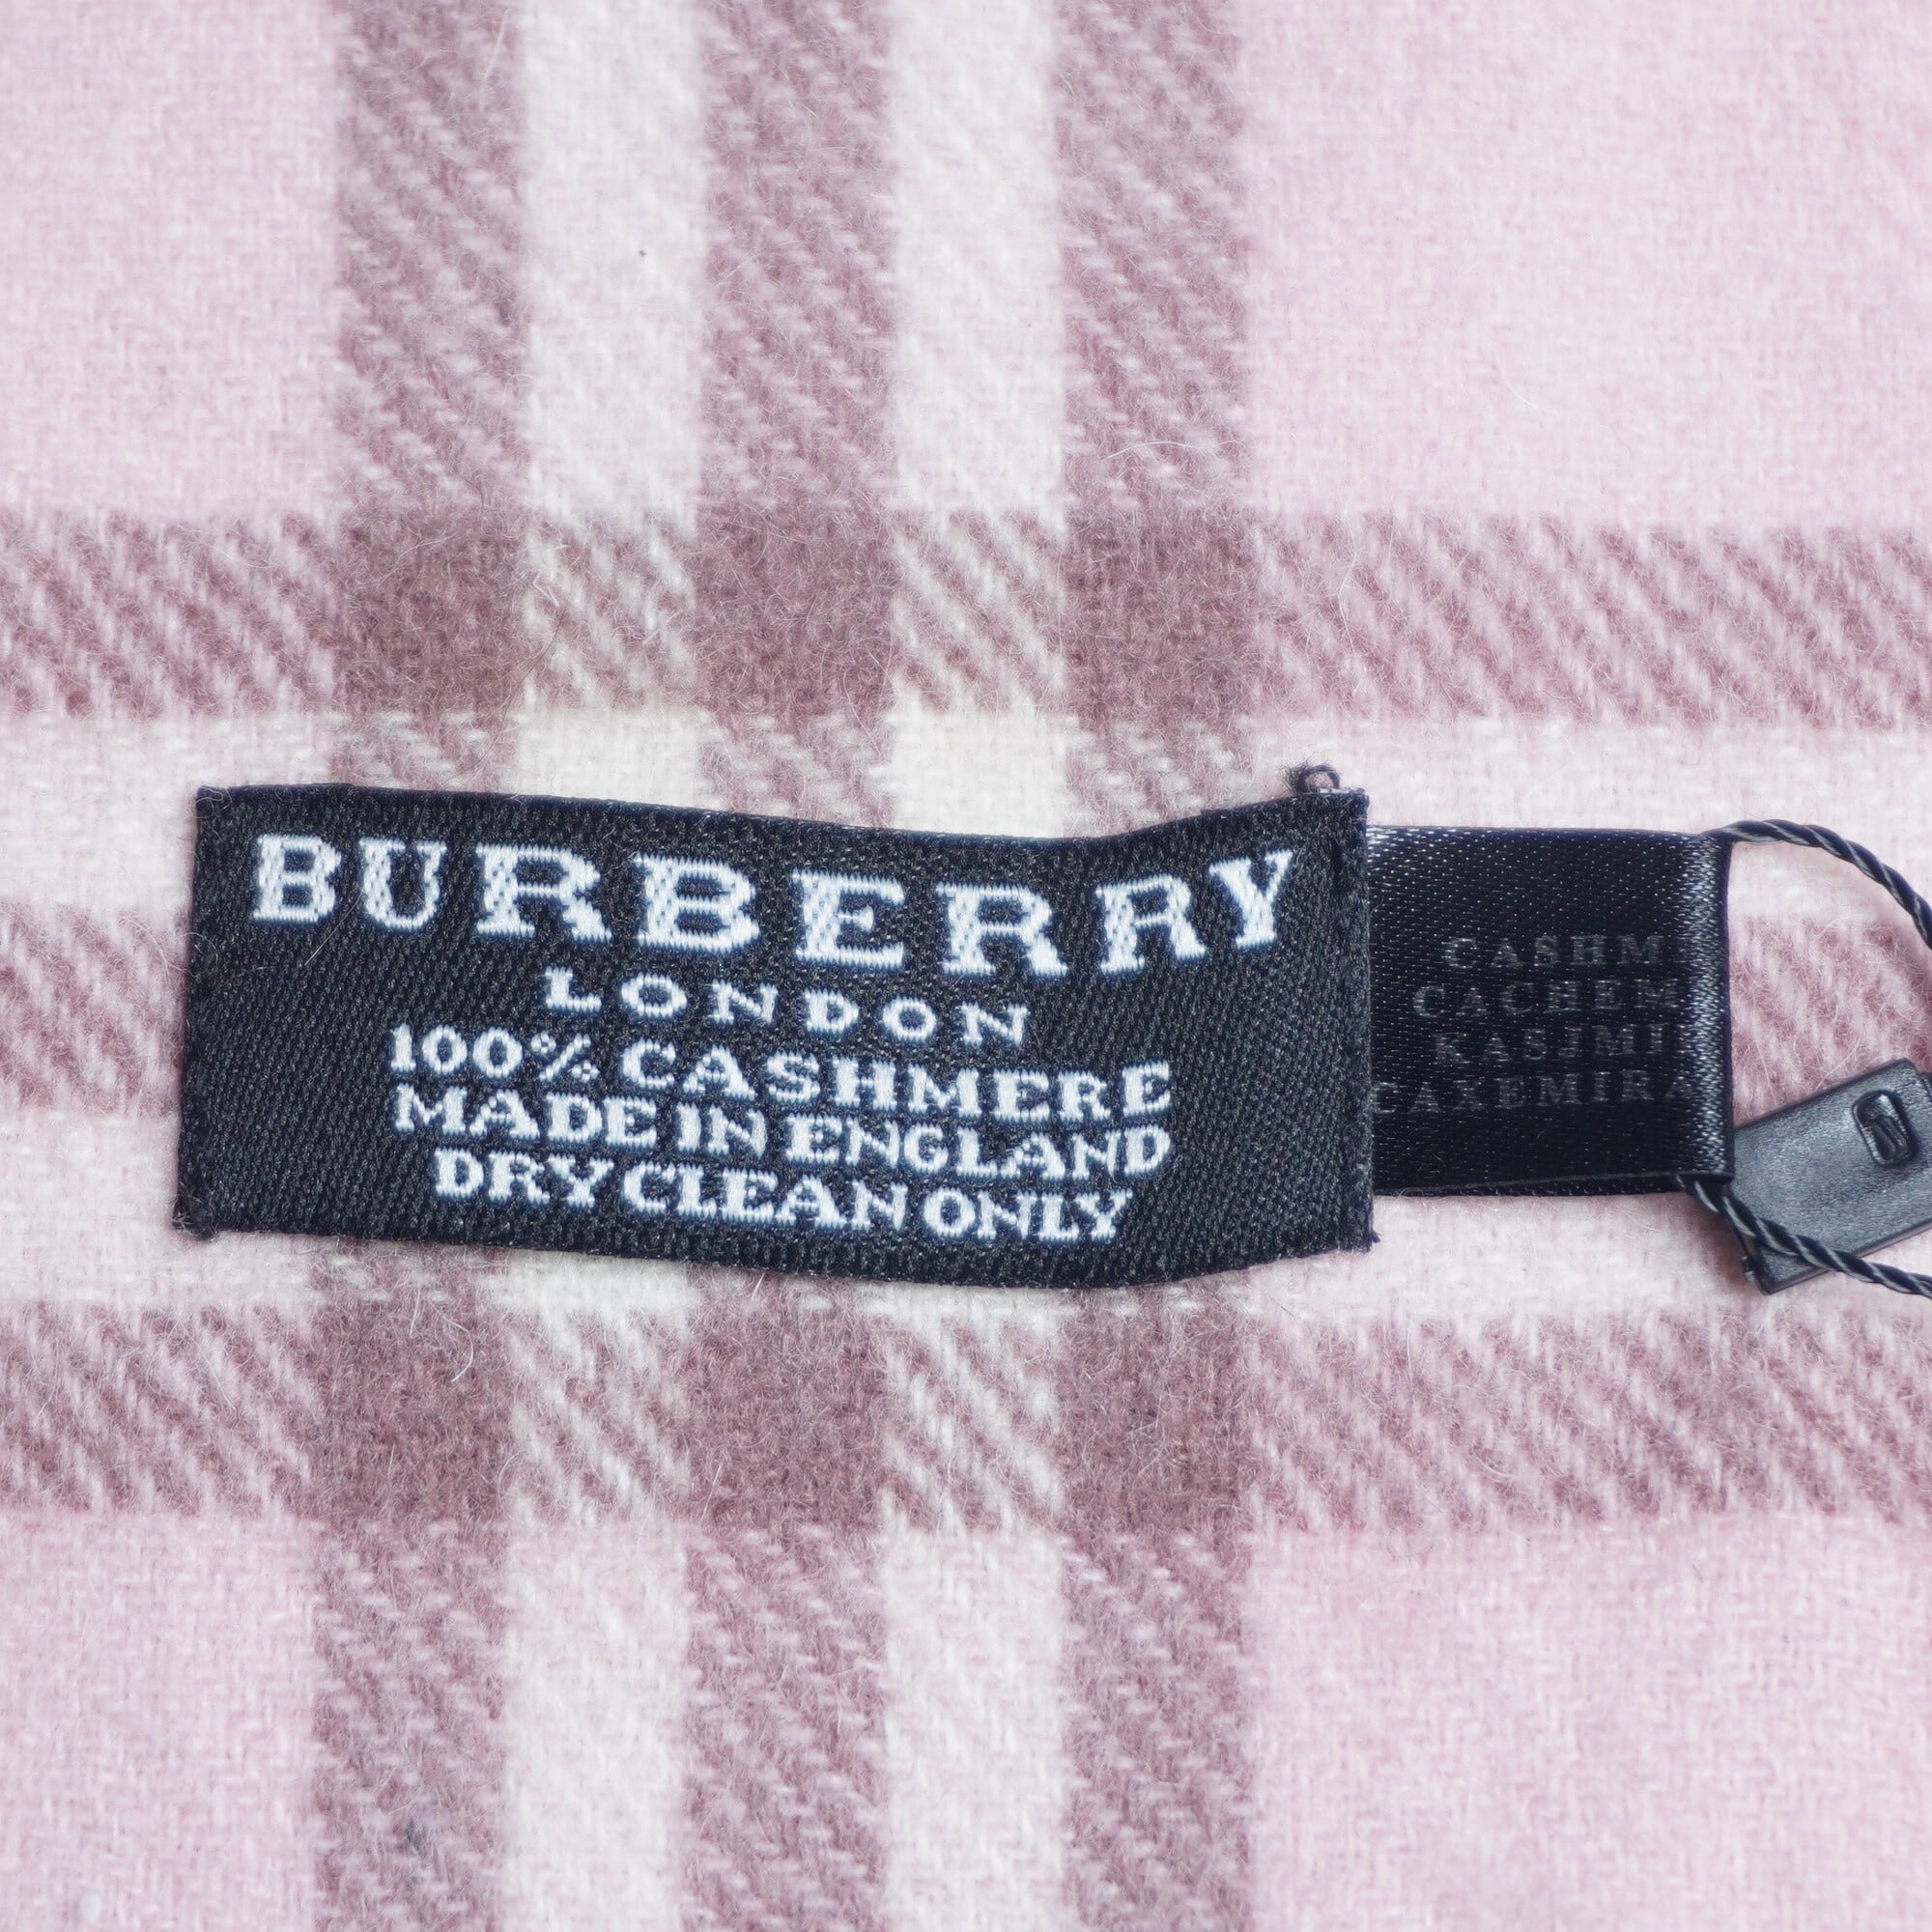 BURBERRY
LONDON
100% CASHMERE
MADE IN ENGLAND
DRY CLEAN ONLY
CASHM
CACHEM
KASJMI
CAXEMIRA